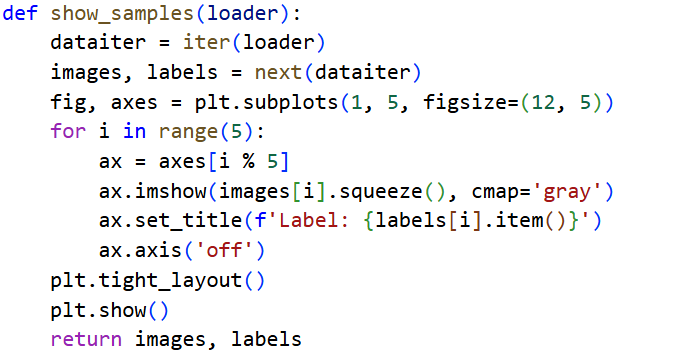 def show_samples(loader):
    dataiter = iter(loader)
    images, labels = next(dataiter)
    fig, axes = plt.subplots(1, 5, figsize=(12, 5))
    for i in range(5):
        ax = axes[i % 5]
        ax.imshow(images[i].squeeze(), cmap='gray')
        ax.set_title(f'Label: {labels[i].item()}')
        ax.axis('off')
    plt.tight_layout()
    plt.show()
    return images, labels